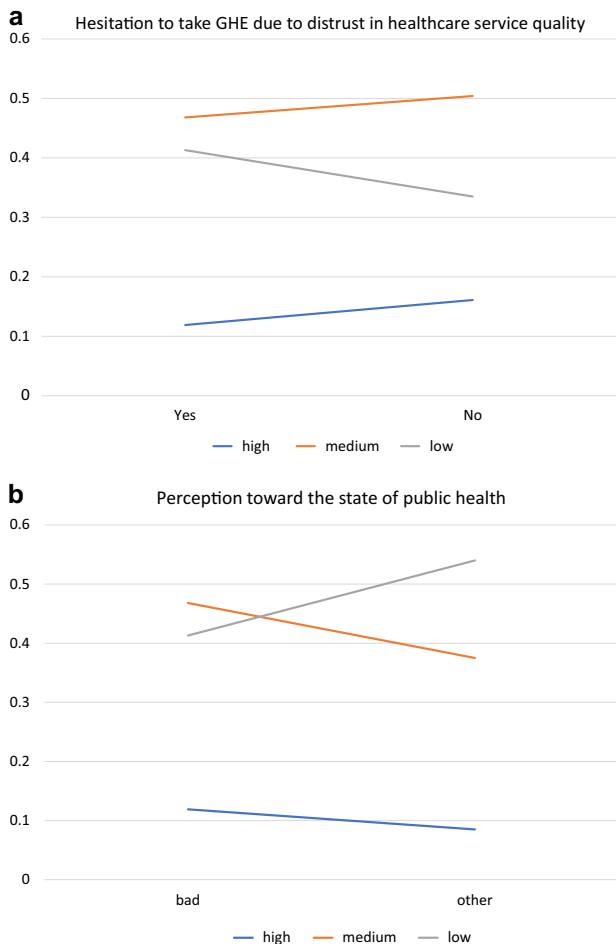 a
Hesitation to take GHE due to distrust in healthcare service quality
0.6
0.5
0.4
0.3
0.2
0.1
0
Yes No
high medium low
b
Perception toward the state of public health
0.6
0.5
0.4
0.3
0.2
0.1
0
bad other
high medium low